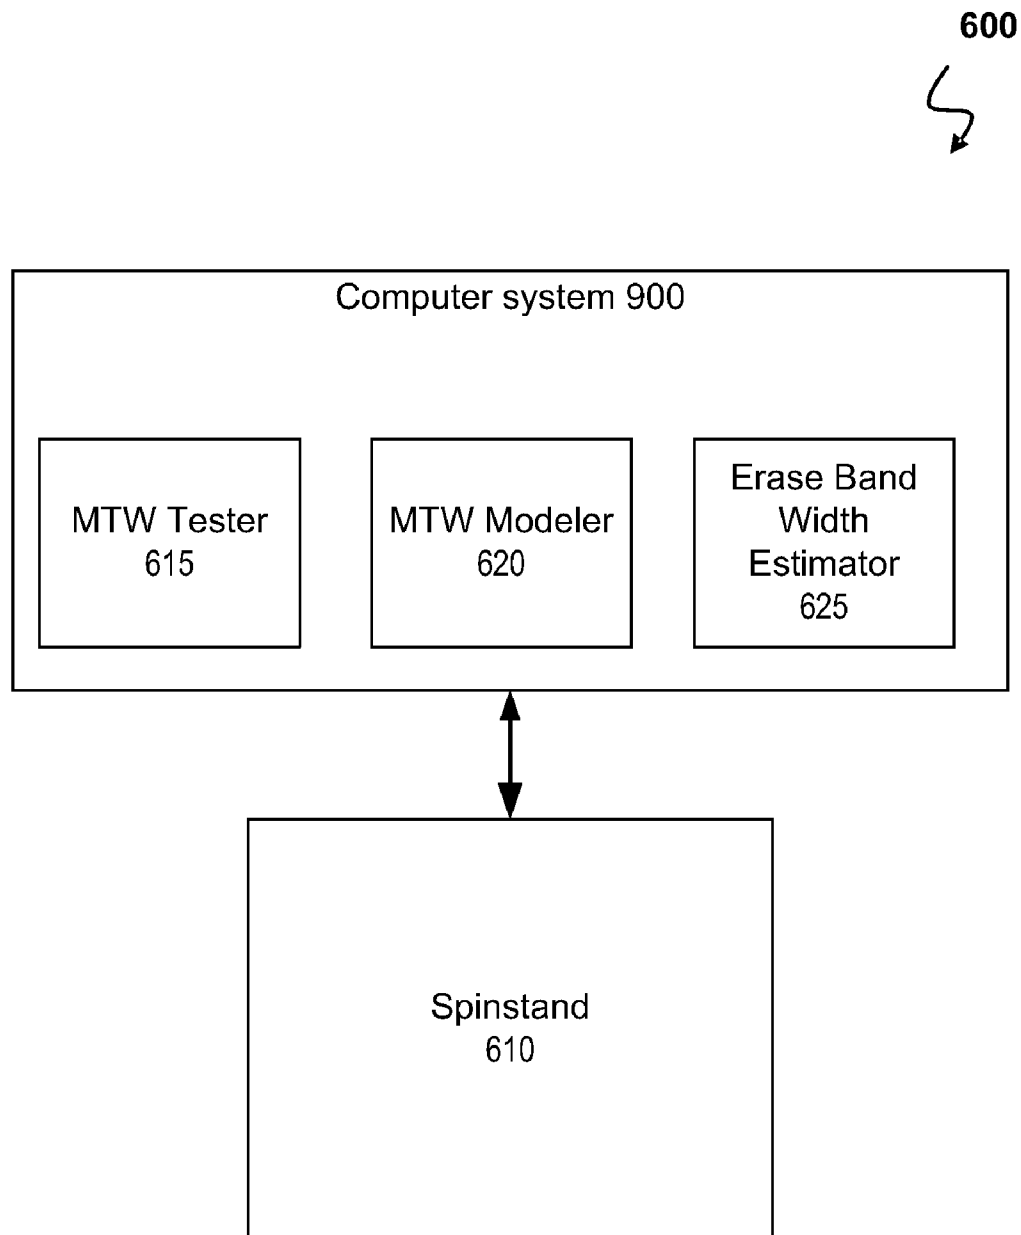 600
Computer system 900
MTW Tester
615
MTW Modeler
620
Erase Band
Width
Estimator
625
Spinstand
610